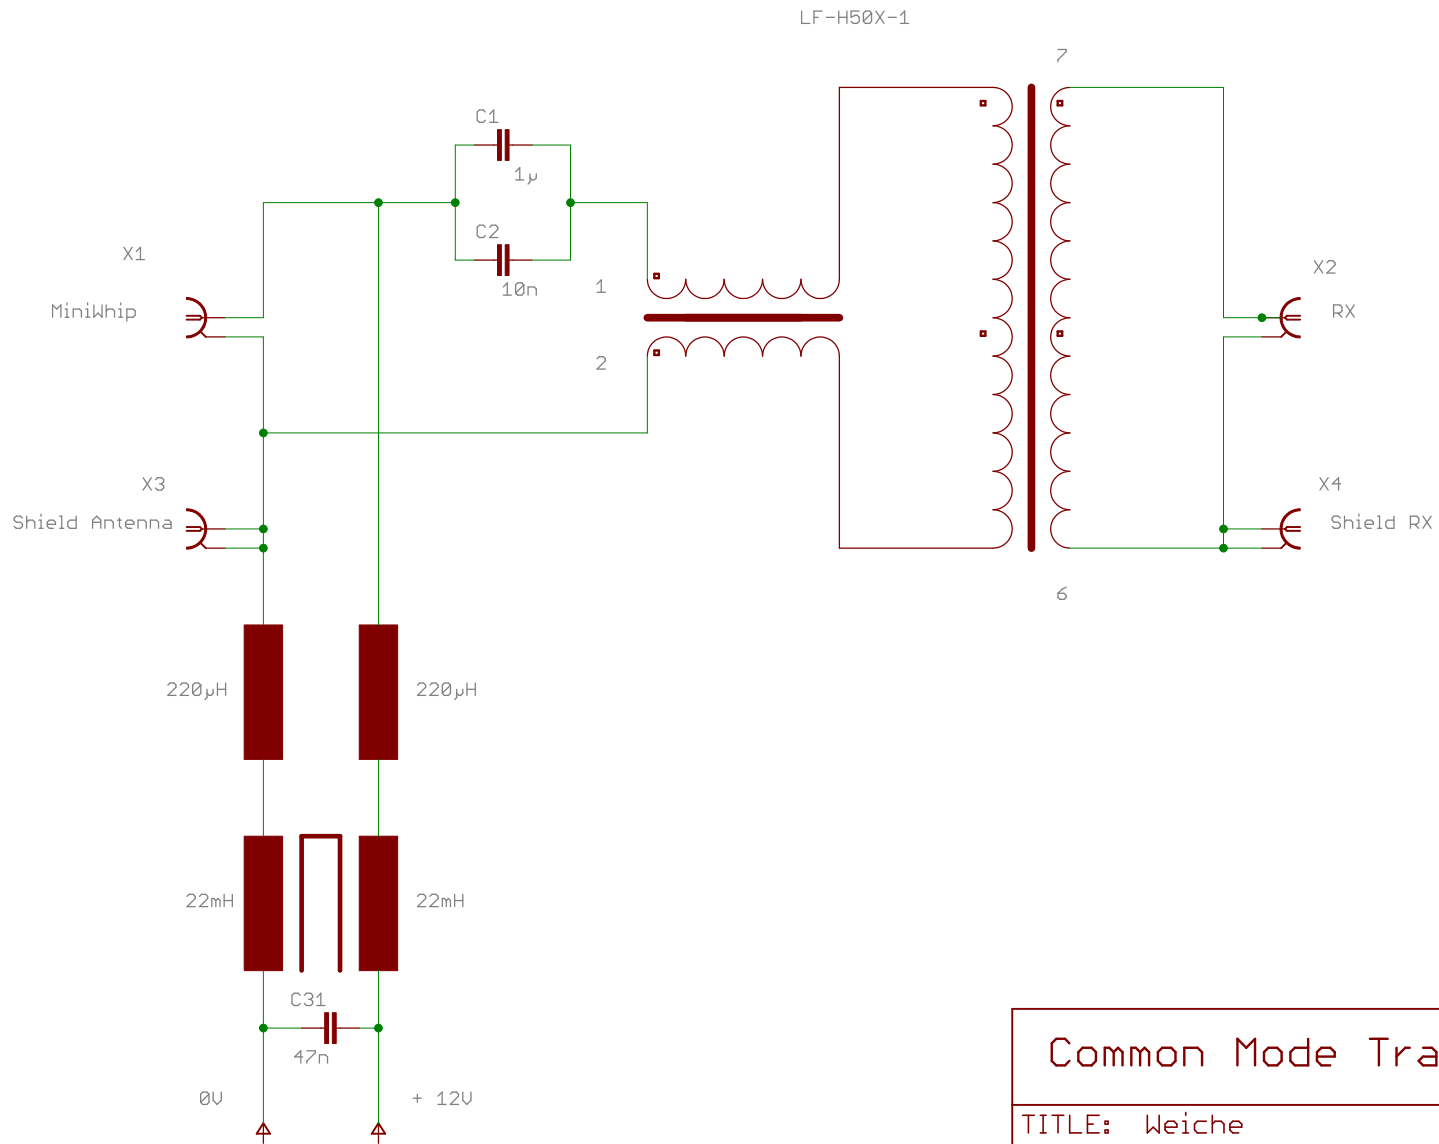 LF-H50X-1
7
C1
1µ
C2
X1
10n
1
X2
MiniWhip
RX
2
X3
X4
Shield Antenna
Shield RX
6
220µH
220µH
22mH
22mH
C31
47n
Common Mode Tra
0V
+ 12V
TITLE: Weiche